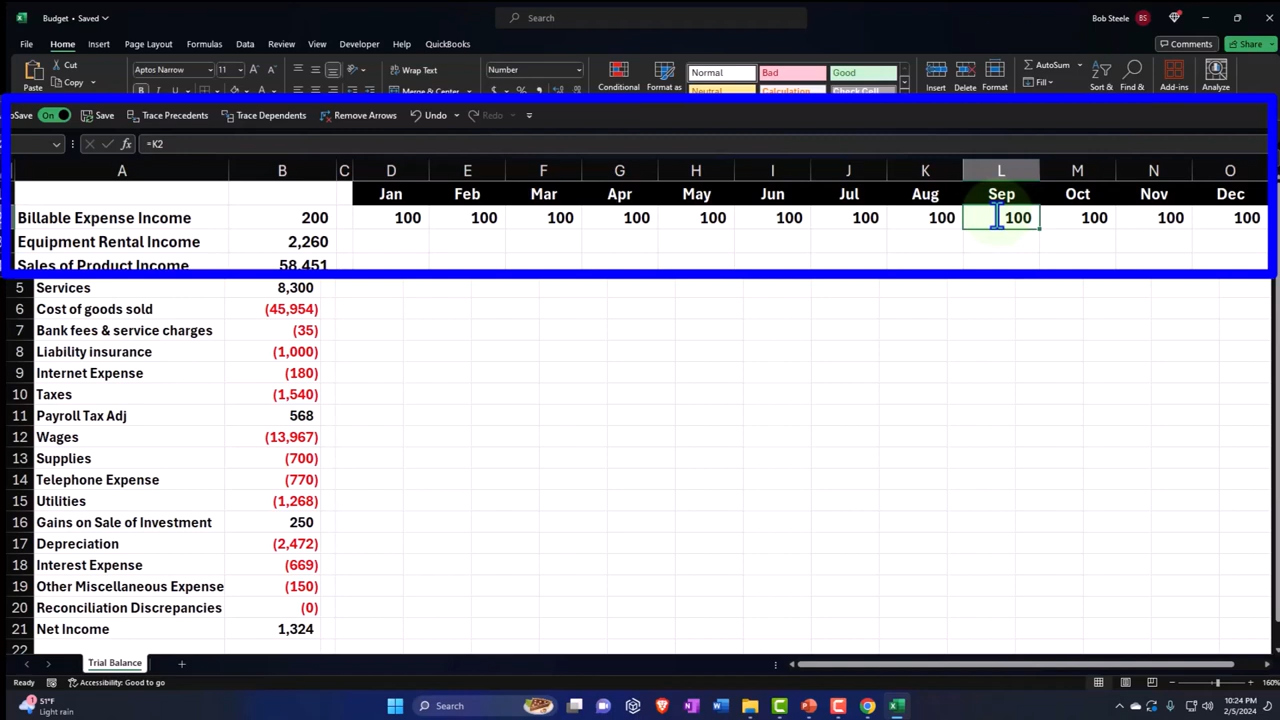 Budget • Saved
Search
Bob Steele BS
File Home Insert Page Layout Formulas Data Review View Developer Help QuickBooks Comments Share
Cut Aptos Narrow 11 Wrap Text Number Normal Bad Good AutoSum
Copy Fill
Paste B I U Merge & Center Conditional Format as Neutral Calculation Check Cell Insert Delete Format Sort & Find & Add-ins Analyze
Save On Save Trace Precedents Trace Dependents Remove Arrows Undo Redo
fx =K2
A B C D E F G H I J K L M N O
Jan Feb Mar Apr May Jun Jul Aug Sep Oct Nov Dec
Billable Expense Income 200 100 100 100 100 100 100 100 100 100 100 100 100
Equipment Rental Income 2,260
Sales of Product Income 58,451
5 Services 8,300
6 Cost of goods sold (45,954)
7 Bank fees & service charges (35)
8 Liability insurance (1,000)
9 Internet Expense (180)
10 Taxes (1,540)
11 Payroll Tax Adj 568
12 Wages (13,967)
13 Supplies (700)
14 Telephone Expense (770)
15 Utilities (1,268)
16 Gains on Sale of Investment 250
17 Depreciation (2,472)
18 Interest Expense (669)
19 Other Miscellaneous Expense (150)
20 Reconciliation Discrepancies (0)
21 Net Income 1,324
22
Trial Balance
Ready Accessibility: Good to go 160%
51°F
Light rain
Search
10:24 PM
2/5/2024